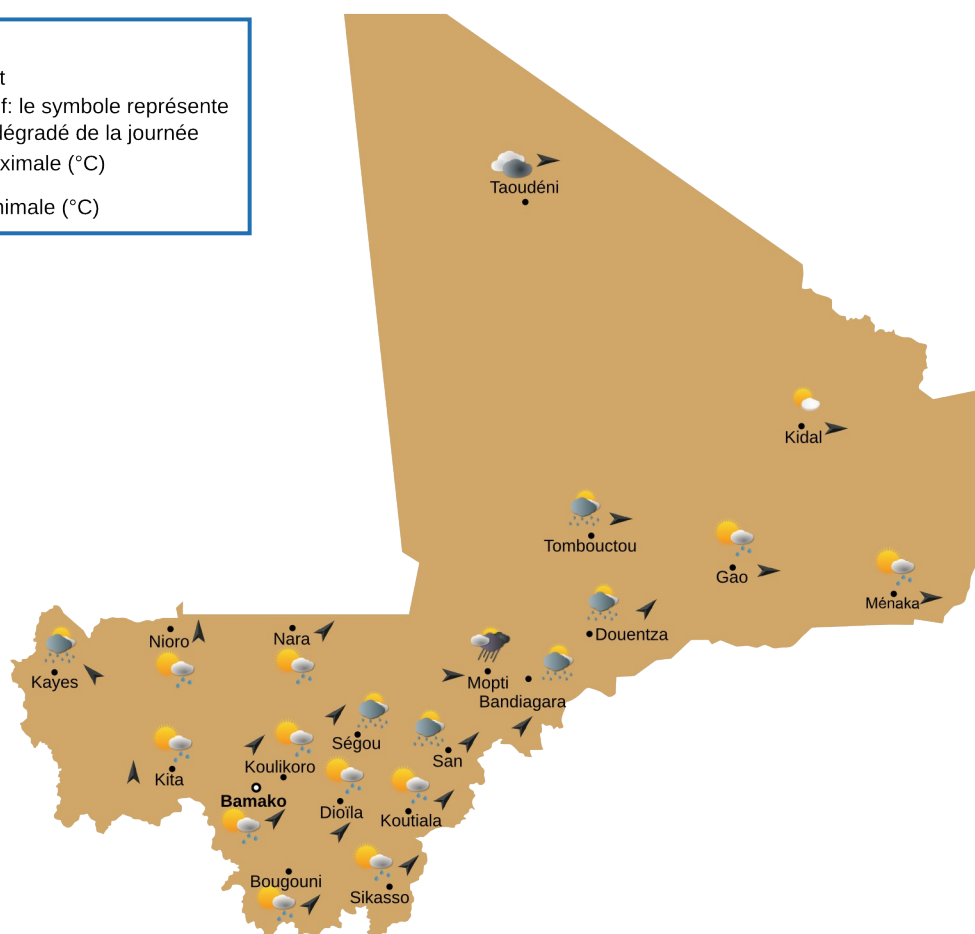 t
f: le symbole représente
dégradé de la journée
ximale (°C)
nimale (°C)
Taoudéni
Kidal
Tombouctou
Gao
Ménaka
Nioro
Nara
Douentza
Kayes
Mopti
Bandiagara
Ségou
San
Kita
Koulikoro
Bamako
Dioïla
Koutiala
Bougouni
Sikasso